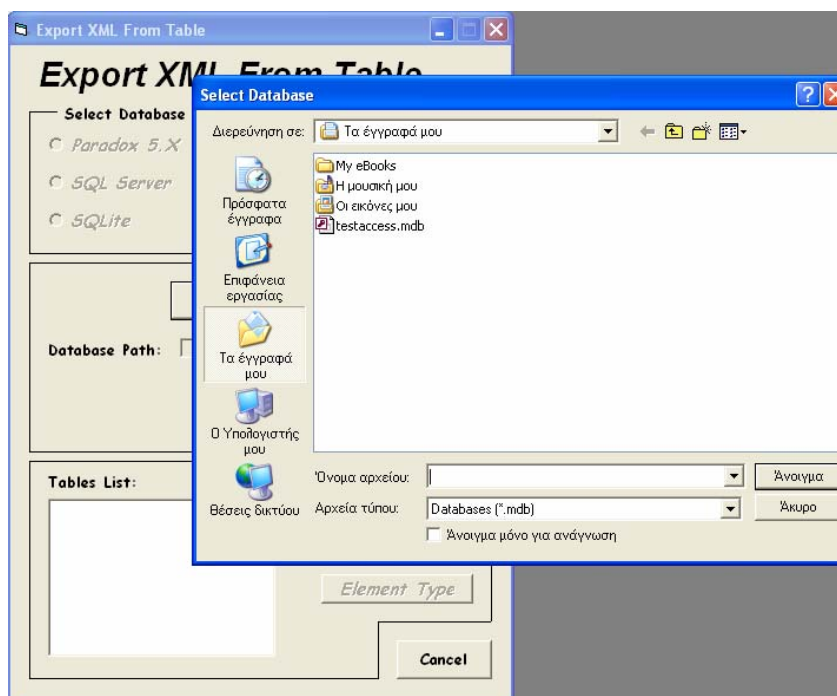 Export XML From Table
Export XML From Table
Select Database
Paradox 5.X
SQL Server
SQLite
Database Path:
Tables List:
Element Type
Cancel
Select Database
Διερεύνηση σε:
Τα έγγραφά μου
Πρόσφατα
έγγραφα
Επιφάνεια
εργασίας
Τα έγγραφά
μου
Ο Υπολογιστής
μου
Θέσεις δικτύου
My eBooks
Η μουσική μου
Οι εικόνες μου
testaccess.mdb
Όνομα αρχείου:
Άνοιγμα
Αρχεία τύπου:
Databases (*.mdb)
Άκυρο
Άνοιγμα μόνο για ανάγνωση